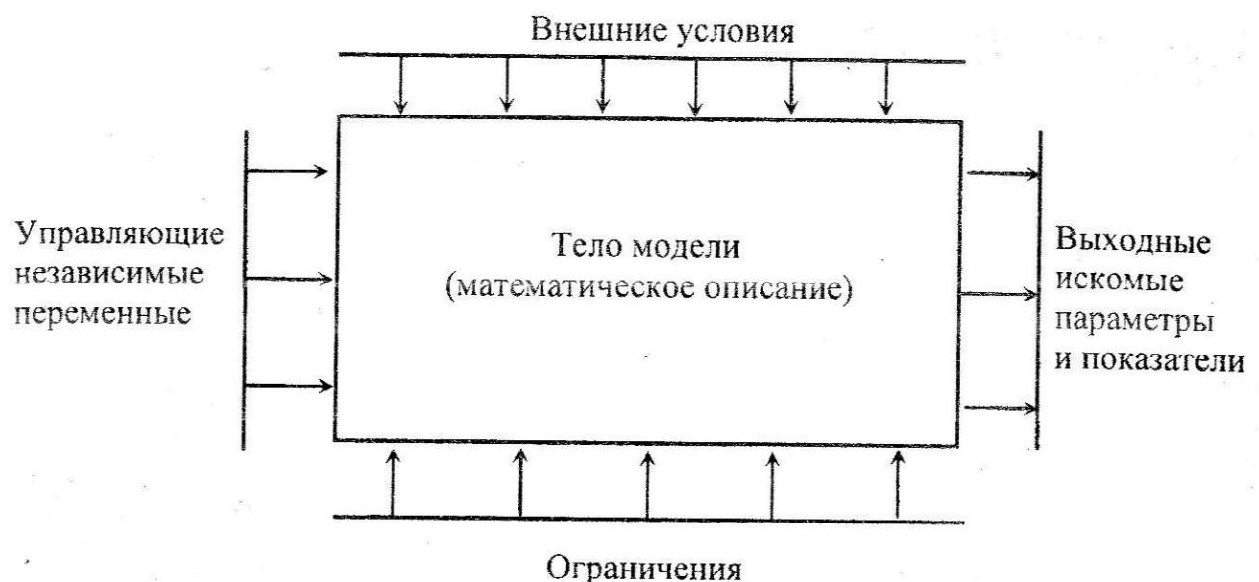 Внешние условия
Управляющие
независимые
переменные
Тело модели
(математическое описание)
Выходные
искомые
параметры
и показатели
Ограничения